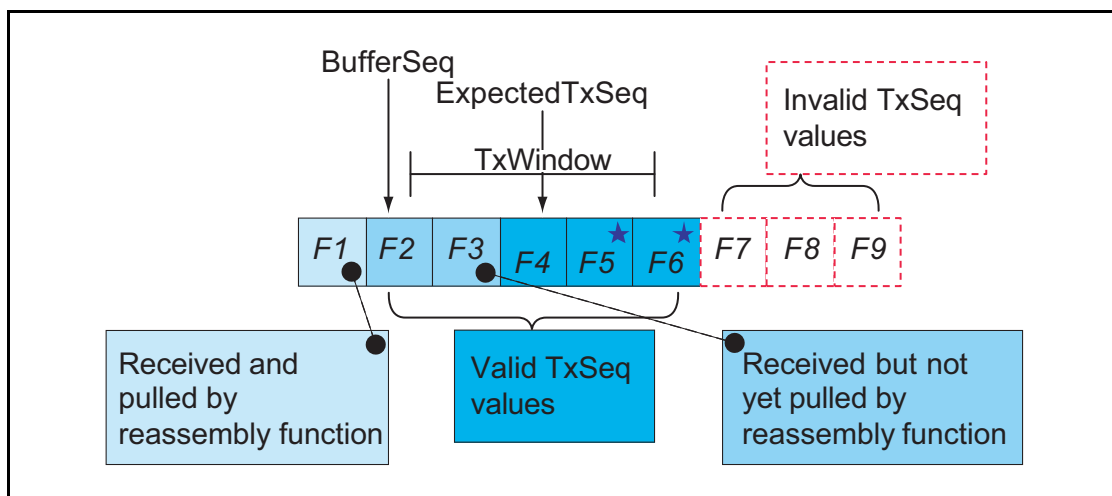 BufferSeq
ExpectedTxSeq
TxWindow
Invalid TxSeq
values
F1
F2
F3
F4
F5
F6
F7
F8
F9
Received and
pulled by
reassembly function
Valid TxSeq
values
Received but not
yet pulled by
reassembly function